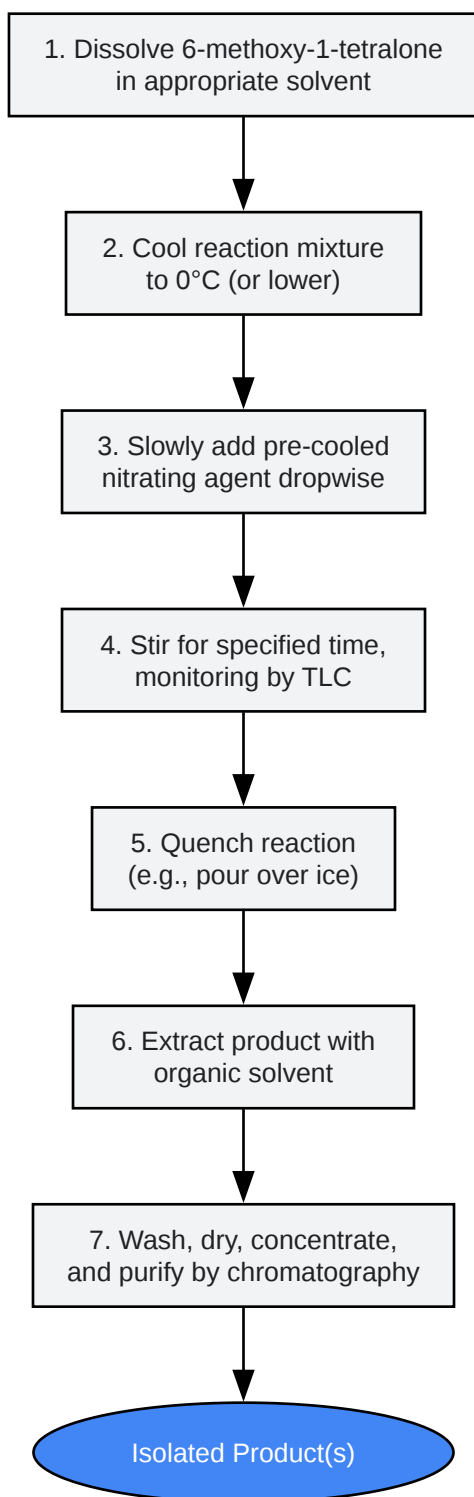 1. Dissolve 6-methoxy-1-tetralone
in appropriate solvent
2. Cool reaction mixture
to 0°C (or lower)
3. Slowly add pre-cooled
nitrating agent dropwise
4. Stir for specified time,
monitoring by TLC
5. Quench reaction
(e.g., pour over ice)
6. Extract product with
organic solvent
7. Wash, dry, concentrate,
and purify by chromatography
Isolated Product(s)